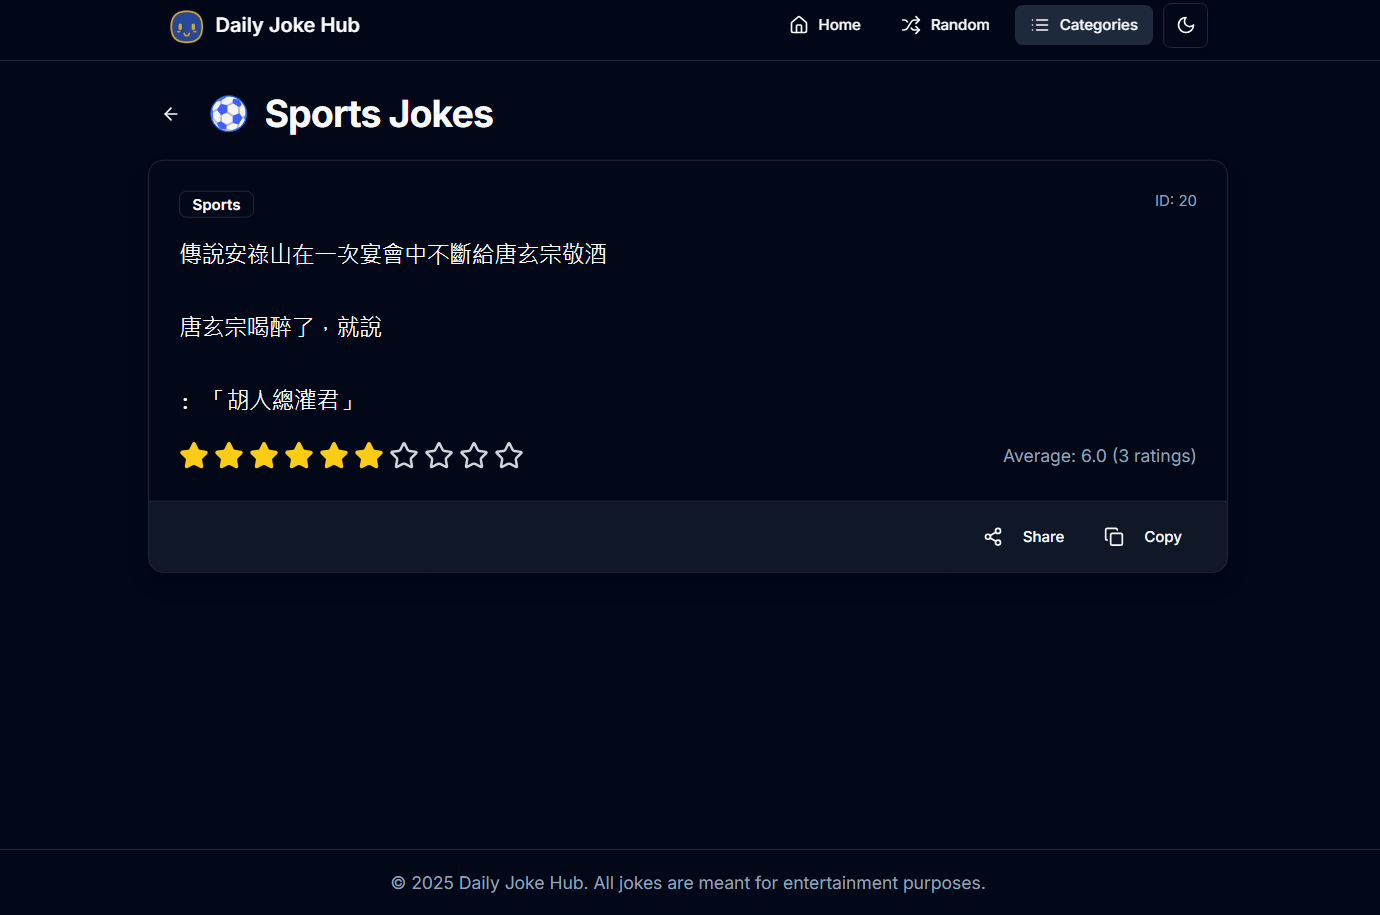 Daily Joke Hub
Home
Random
Categories
Sports Jokes
Sports
ID: 20
傳說安祿山在一次宴會中不斷給唐玄宗敬酒
唐玄宗喝醉了，就說
：「胡人總灌君」
Average: 6.0 (3 ratings)
Share
Copy
© 2025 Daily Joke Hub. All jokes are meant for entertainment purposes.